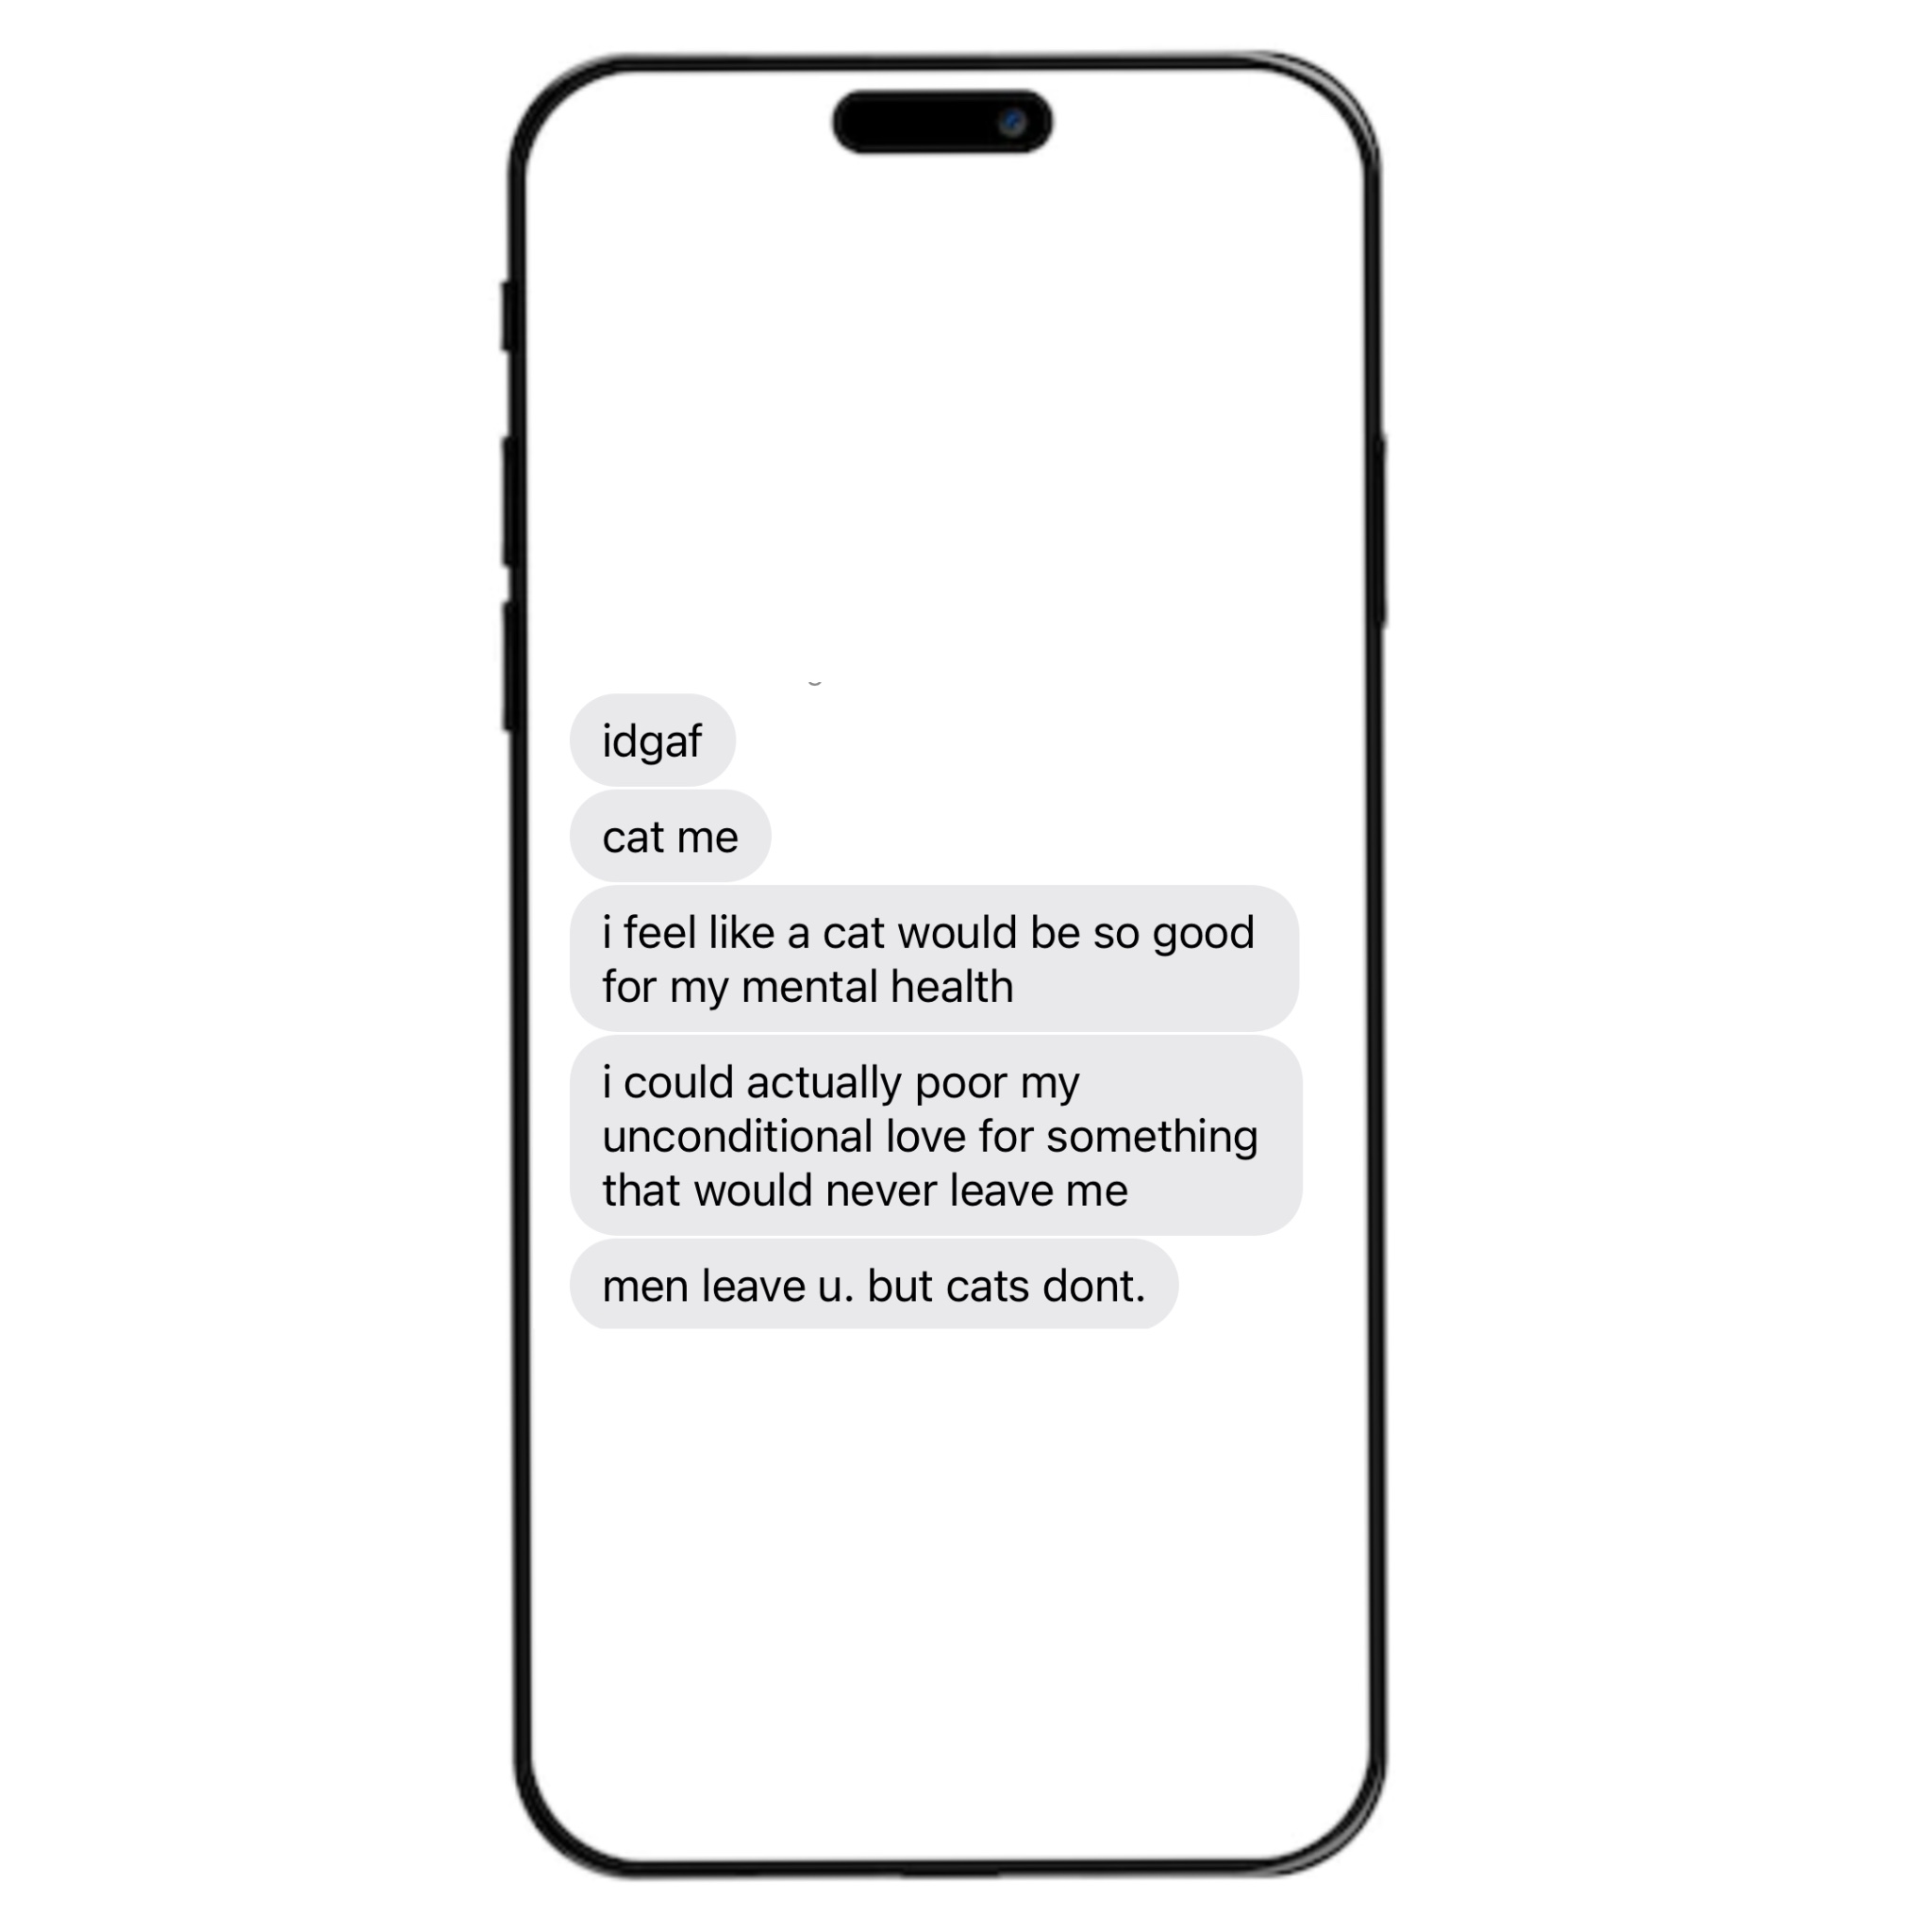 idgaf
cat me
i feel like a cat would be so good
for my mental health
i could actually poor my
unconditional love for something
that would never leave me
men leave u. but cats dont.